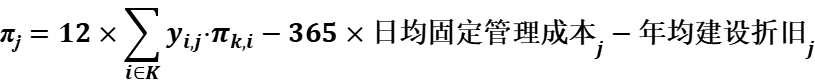 π_j = 12 × ∑_{i∈K} y_{i,j}·π_{k,i} − 365 × 日均固定管理成本_j − 年均建设折旧_j